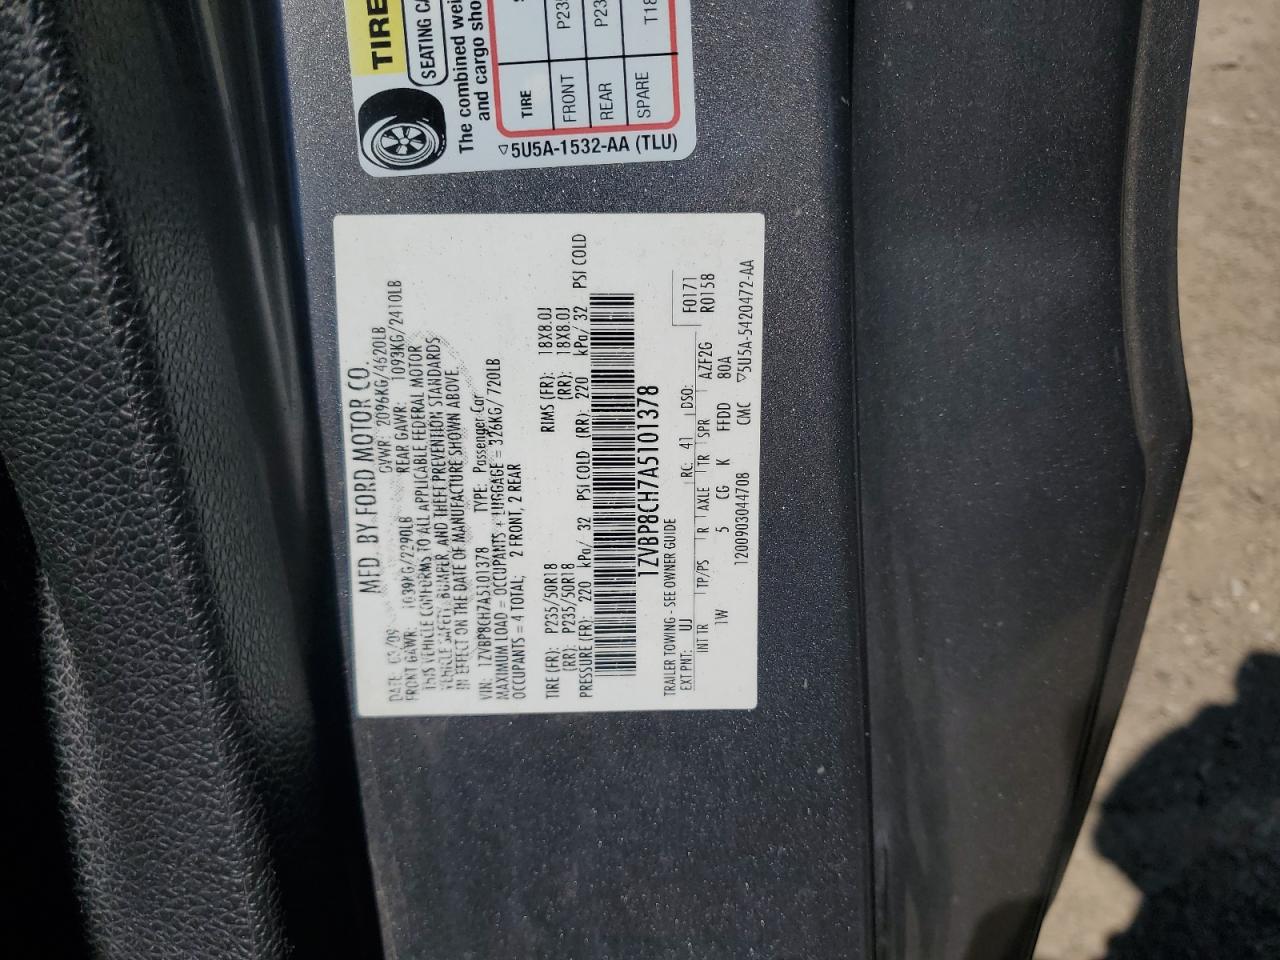 TIRE
SEATING CA
The combined wei
and cargo sho
TIRE
FRONT P235
REAR P23
SPARE T18
5U5A-1532-AA (TLU)
MFD. BY FORD MOTOR CO.
DATE: 03/09 GVWR: 2096KG/4620LB
FRONT GAWR: 1039KG/2290LB REAR GAWR: 1093KG/2410LB
THIS VEHICLE CONFORMS TO ALL APPLICABLE FEDERAL MOTOR
VEHICLE SAFETY, BUMPER, AND THEFT PREVENTION STANDARDS
IN EFFECT ON THE DATE OF MANUFACTURE SHOWN ABOVE.
VIN: 1ZVBP8CH7A5101378 TYPE: Passenger Car
MAXIMUM LOAD = OCCUPANTS + LUGGAGE = 326KG/ 720LB
OCCUPANTS = 4 TOTAL; 2 FRONT, 2 REAR
TIRE (FR): P235/50R18 RIMS (FR): 18X8.0J
(RR): P235/50R18 (RR): 18X8.0J
PRESSURE (FR): 220 kPa/ 32 PSI COLD (RR): 220 kPa/ 32 PSI COLD
1ZVBP8CH7A5101378
TRAILER TOWING - SEE OWNER GUIDE
EXT PNT: UJ RC: 41 DSO: F0171
INT TR TP/PS R AXLE TR SPR AZF2G R0158
1W 5 CG K FFDD 80A
1200903044708 CMC 5U5A-5420472-AA